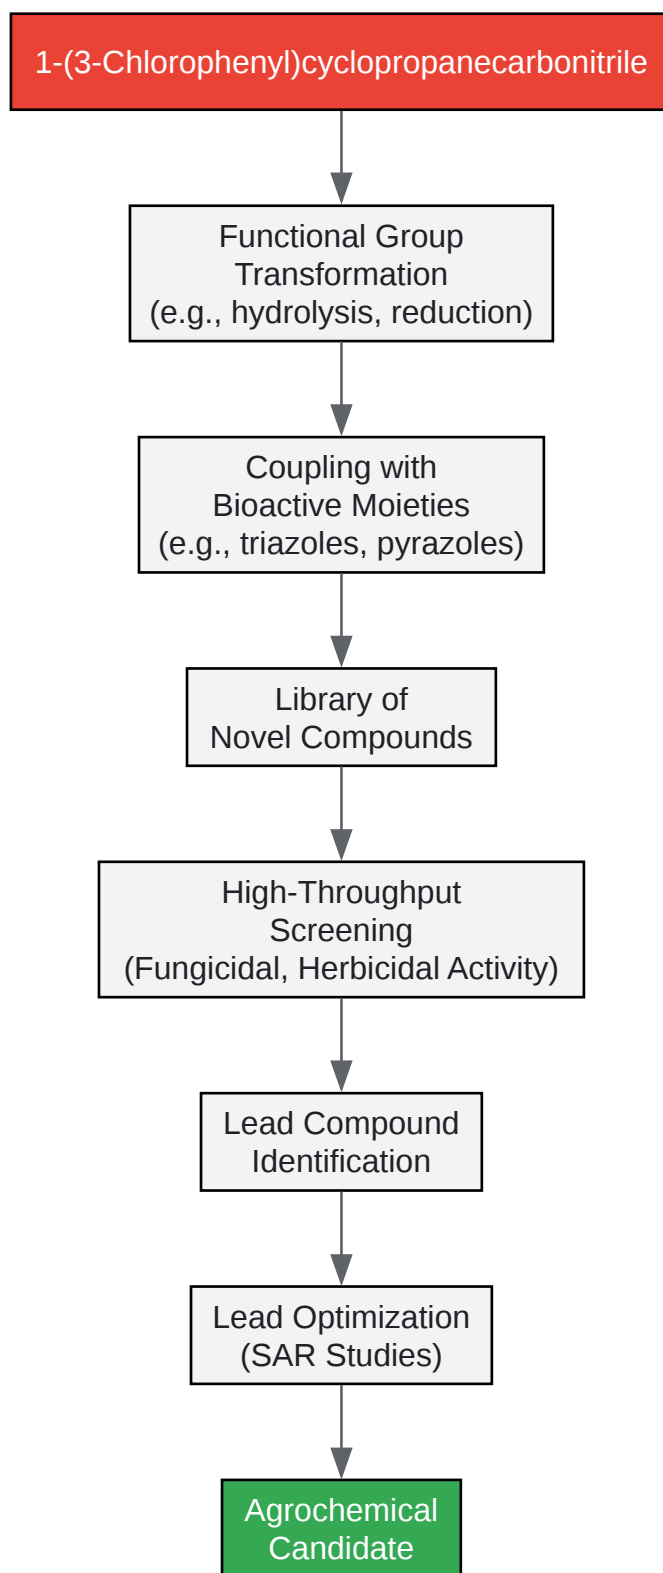 1-(3-Chlorophenyl)cyclopropanecarbonitrile
Functional Group
Transformation
(e.g., hydrolysis, reduction)
Coupling with
Bioactive Moieties
(e.g., triazoles, pyrazoles)
Library of
Novel Compounds
High-Throughput
Screening
(Fungicidal, Herbicidal Activity)
Lead Compound
Identification
Lead Optimization
(SAR Studies)
Agrochemical
Candidate